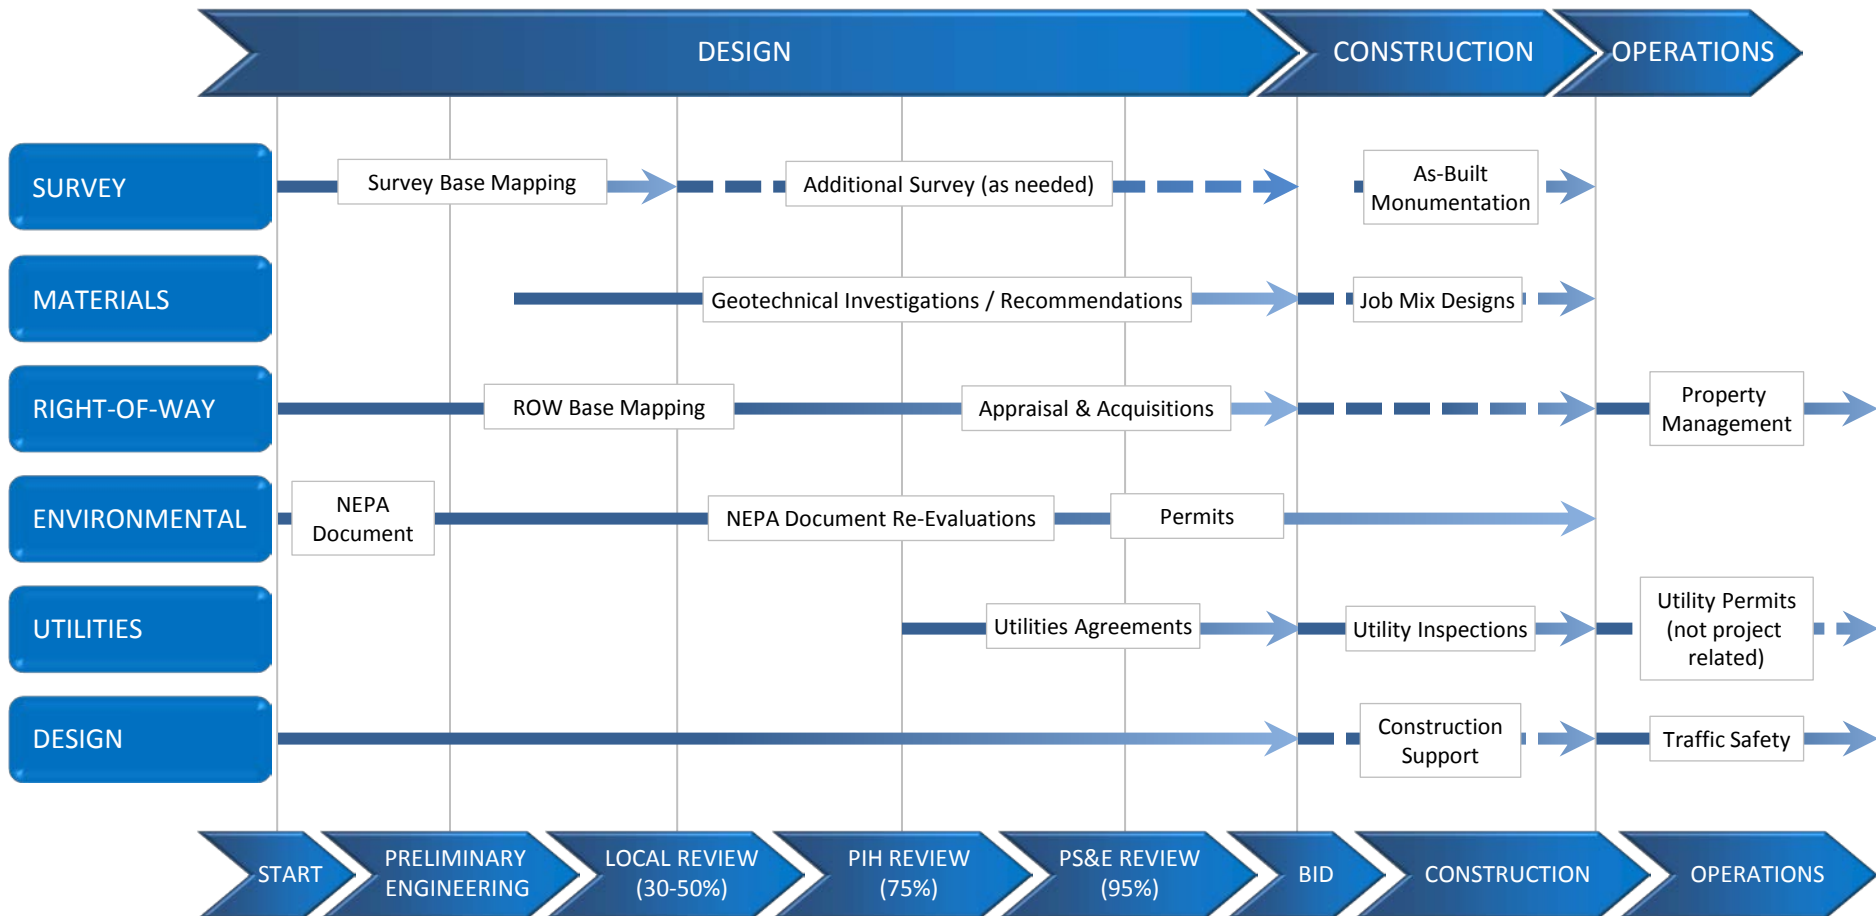 DESIGN
CONSTRUCTION
OPERATIONS
SURVEY
Survey Base Mapping
Additional Survey (as needed)
As-Built
Monumentation
MATERIALS
Geotechnical Investigations / Recommendations
Job Mix Designs
RIGHT-OF-WAY
ROW Base Mapping
Appraisal & Acquisitions
Property
Management
ENVIRONMENTAL
NEPA
Document
NEPA Document Re-Evaluations
Permits
UTILITIES
Utilities Agreements
Utility Inspections
Utility Permits
(not project
related)
DESIGN
Construction
Support
Traffic Safety
START
PRELIMINARY
ENGINEERING
LOCAL REVIEW
(30-50%)
PIH REVIEW
(75%)
PS&E REVIEW
(95%)
BID
CONSTRUCTION
OPERATIONS